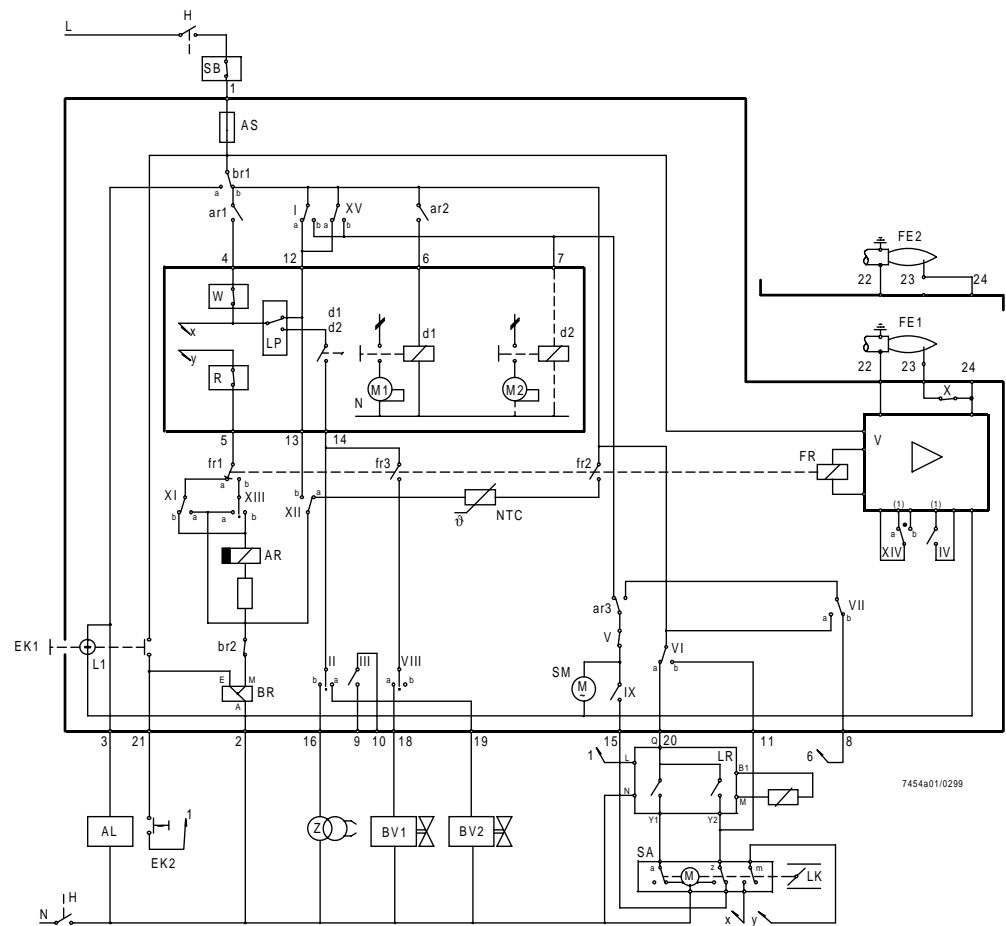 L H
SB
1
AS
br1
a b
ar1 I XV ar2
a b a b
4 12 6 7
W
x d1
d2 d1 d2
LP
y
R M1 M2
N
5 13 14
fr1 fr3 fr2
a b b a
XI XIII XII NTC
b a a b ϑ
AR
EK1 L1 br2
E M
BR
A
ar3 VII
a b
V
SM M ~ VI
a b
IX
II III VIII
b a a b
3 21 2 16 9 10 18 19 15 Q 20 11 8
FE2
22 23 24
FE1
22 23 24
X
V
FR
(1) (1)
a b
XIV IV
1 L LR B1 6
N M
Y1 Y2
7454a01/0299
AL 1 Z BV1 BV2
EK2
SA
a M z m
LK
x y
N H